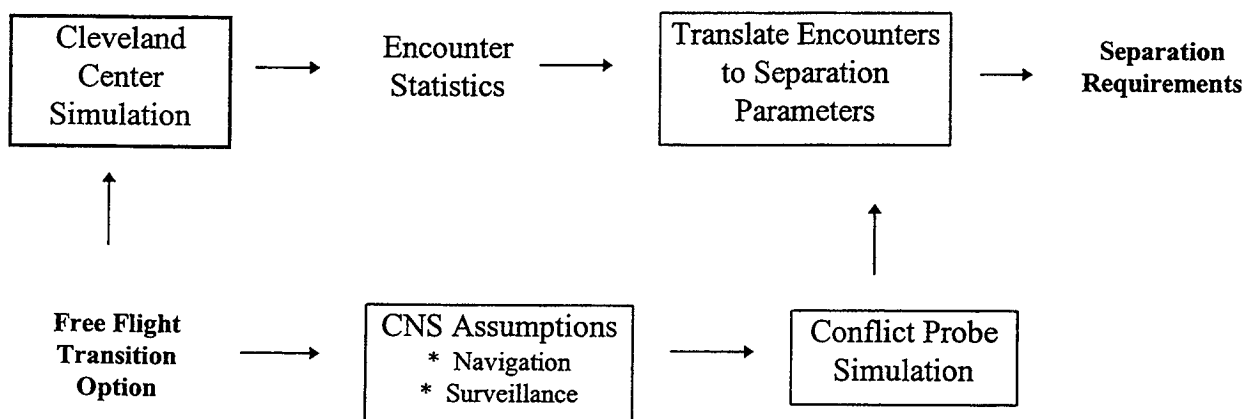 Cleveland
Center
Simulation
Encounter
Statistics
Translate Encounters
to Separation
Parameters
Separation
Requirements
Free Flight
Transition
Option
CNS Assumptions
* Navigation
* Surveillance
Conflict Probe
Simulation